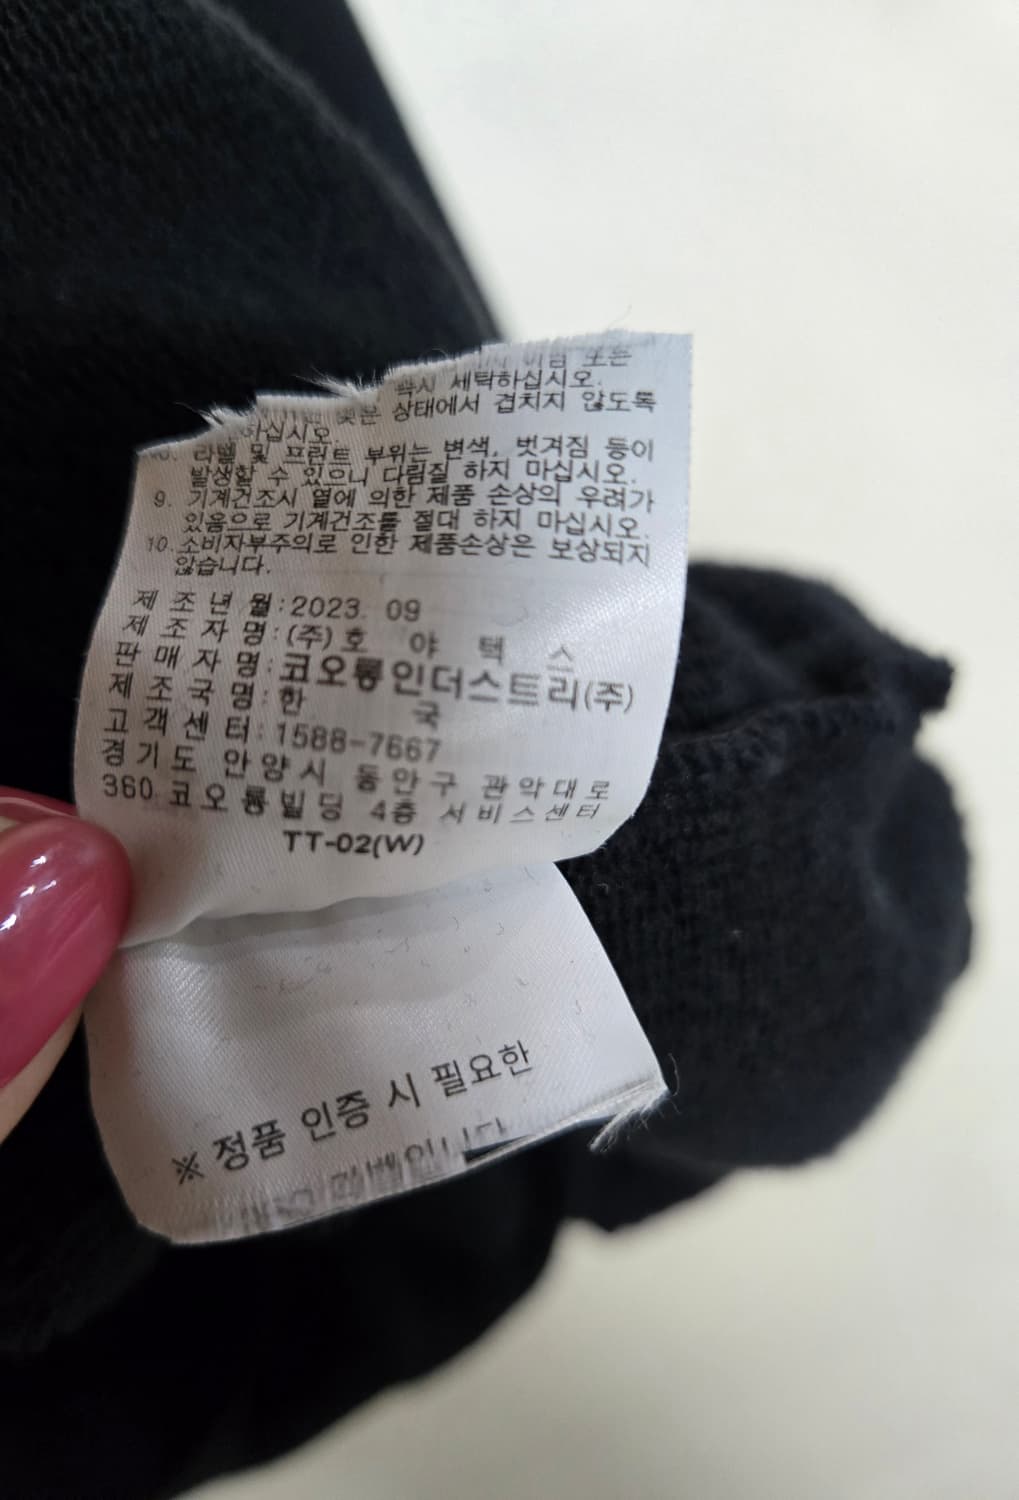 또는
세탁하십시오.
상태에서 겹치지 않도록
하십시오.
라벨 및 프린트 부위는 변색, 벗겨짐 등이
발생할 수 있으니 다림질 하지 마십시오.
9. 기계건조시 열에 의한 제품 손상의 우려가
있음으로 기계건조를 절대 하지 마십시오.
10. 소비자부주의로 인한 제품손상은 보상되지
않습니다.
제조년월:2023. 09
제조자명:(주)호야텍스
판매자명:코오롱인더스트리(주)
제조국명:한국
고객센터:1588-7667
경기도 안양시 동안구 관악대로
360 코오롱빌딩 4층 서비스센터
TT-02(W)
※ 정품 인증 시 필요한